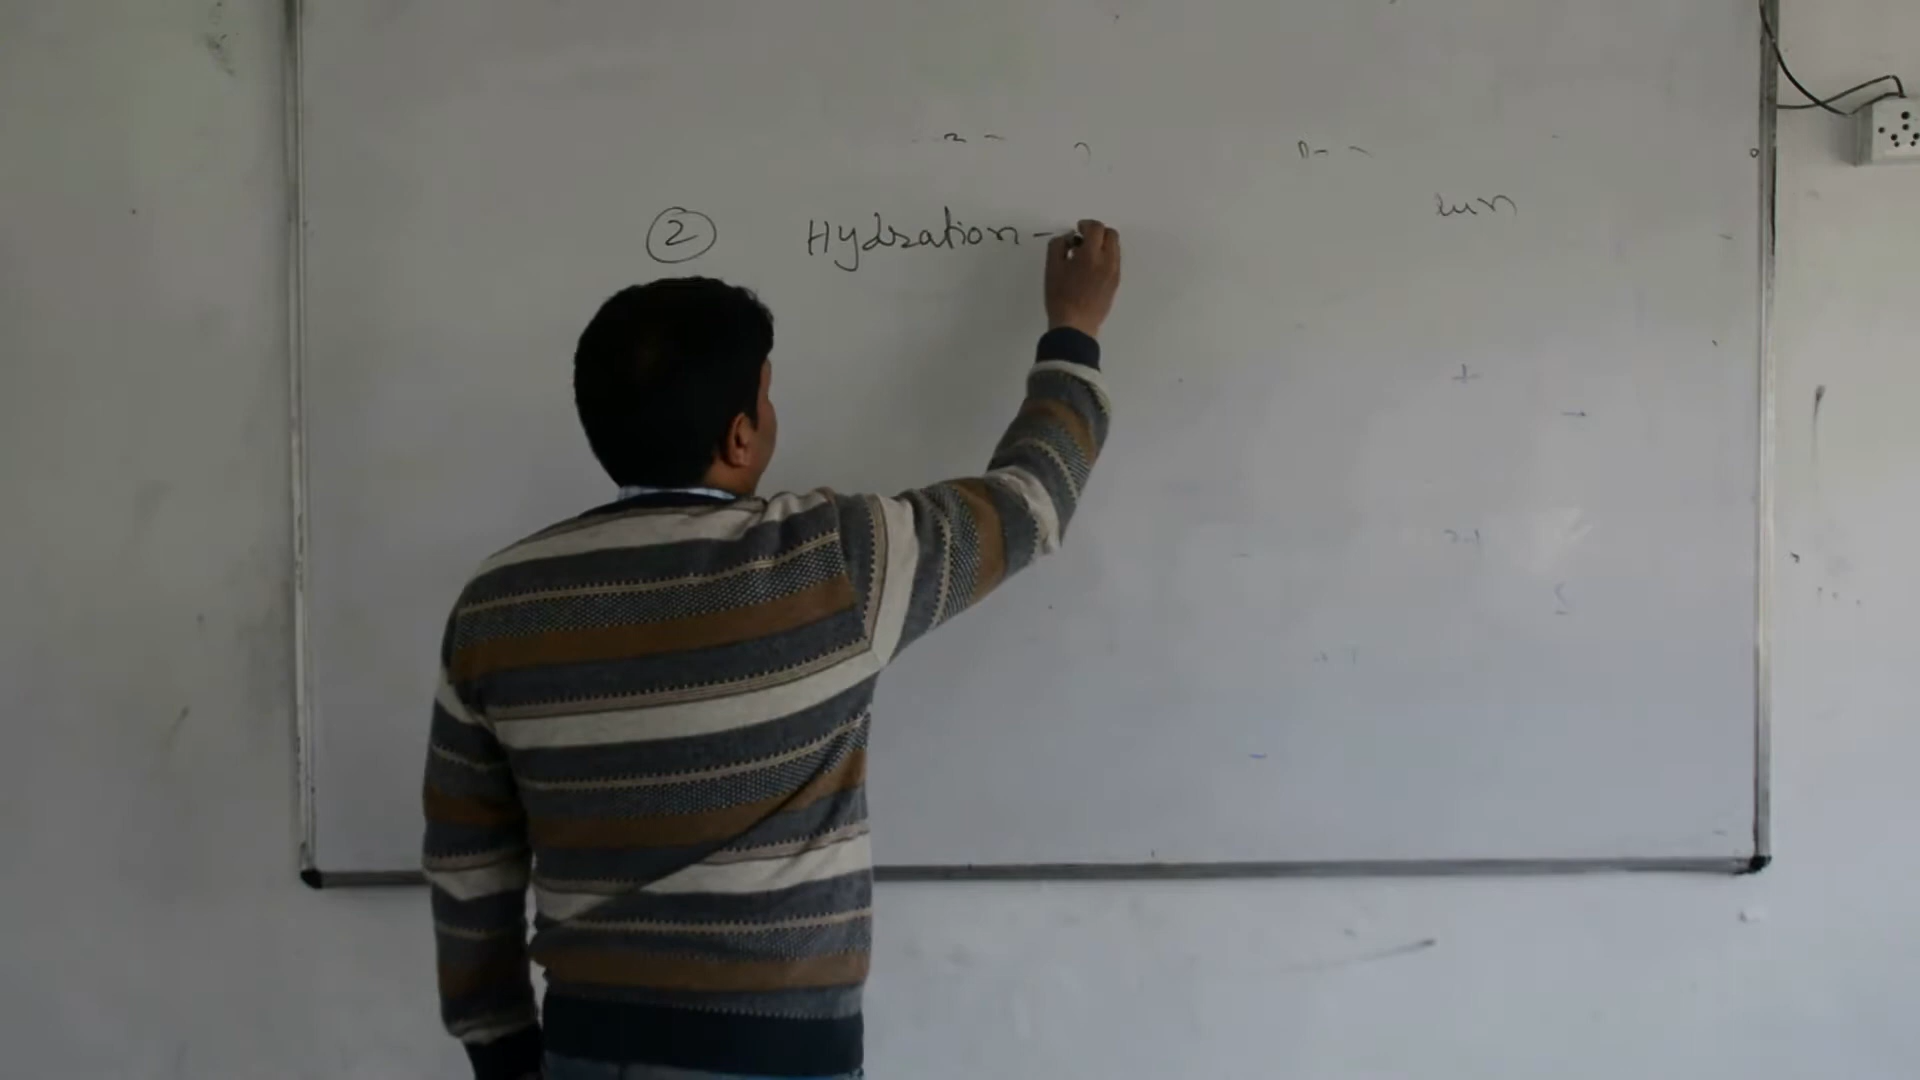 ② Hydration -